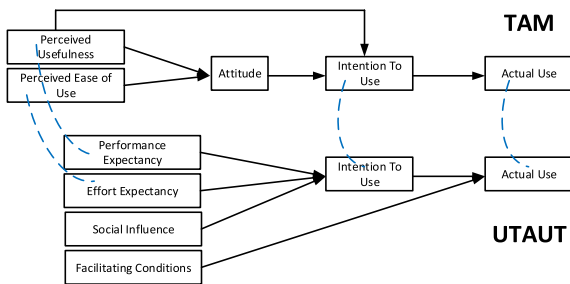 TAM
Perceived
Usefulness
Perceived Ease of
Use
Attitude
Intention To
Use
Actual Use
Performance
Expectancy
Effort Expectancy
Social Influence
Facilitating Conditions
Intention To
Use
Actual Use
UTAUT